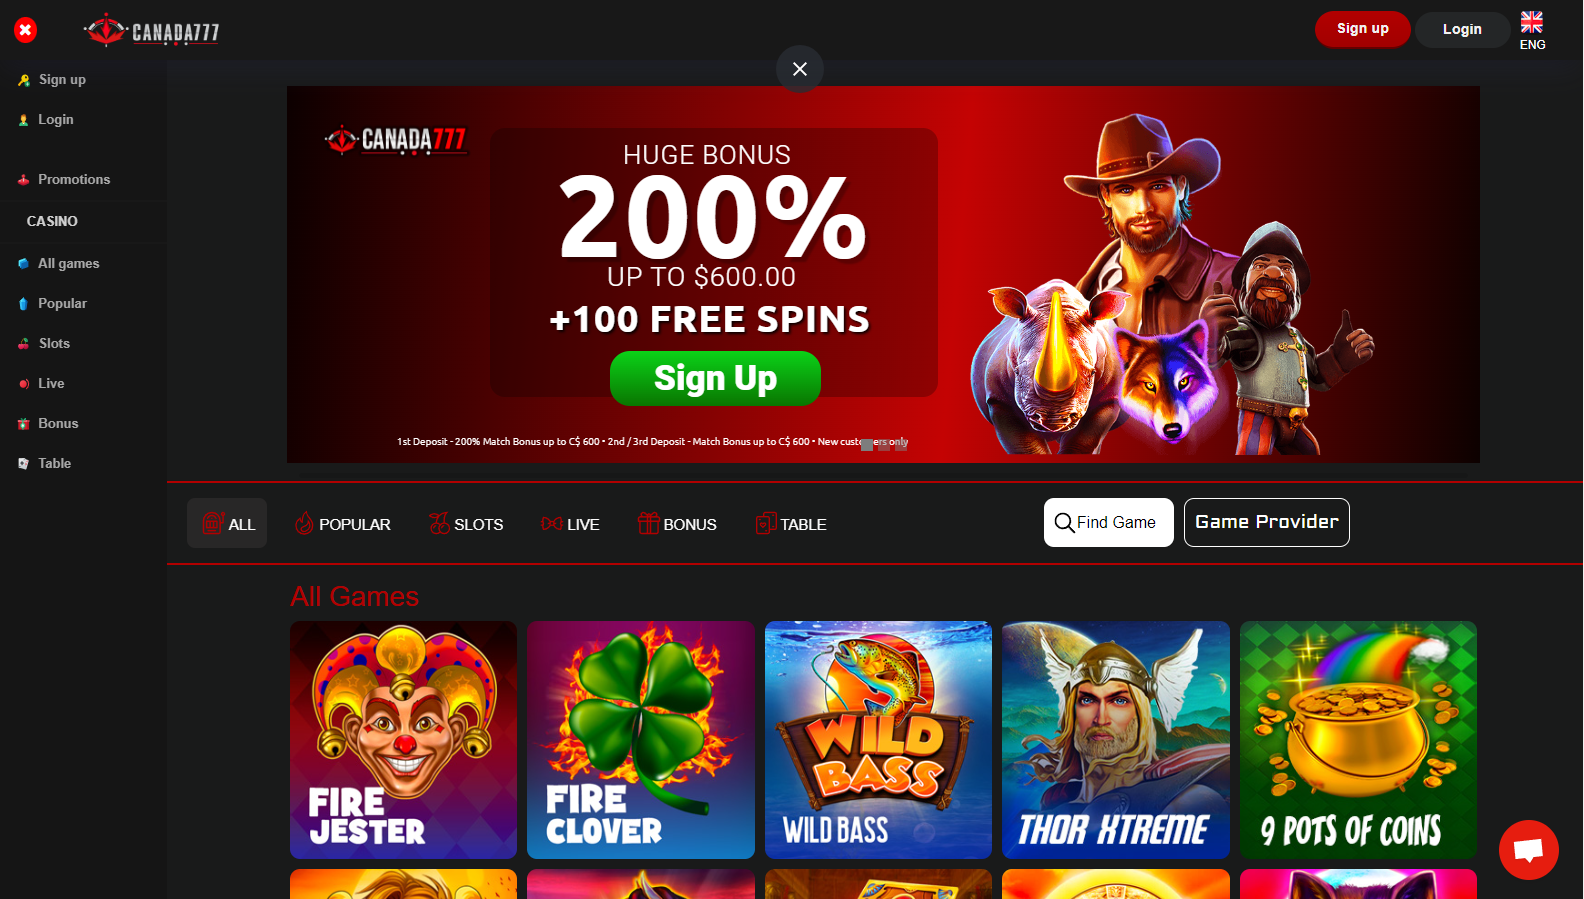 CANADA777
Sign up
Login
ENG
Sign up
Login
Promotions
CASINO
All games
Popular
Slots
Live
Bonus
Table
CANADA777
HUGE BONUS
200%
UP TO $600.00
+100 FREE SPINS
Sign Up
1st Deposit - 200% Match Bonus up to C$ 600 • 2nd / 3rd Deposit - Match Bonus up to C$ 600 • New customers only
ALL
POPULAR
SLOTS
LIVE
BONUS
TABLE
Find Game
Game Provider
All Games
FIRE
JESTER
FIRE
CLOVER
WILD
BASS
WILD BASS
THOR XTREME
9 POTS OF COINS